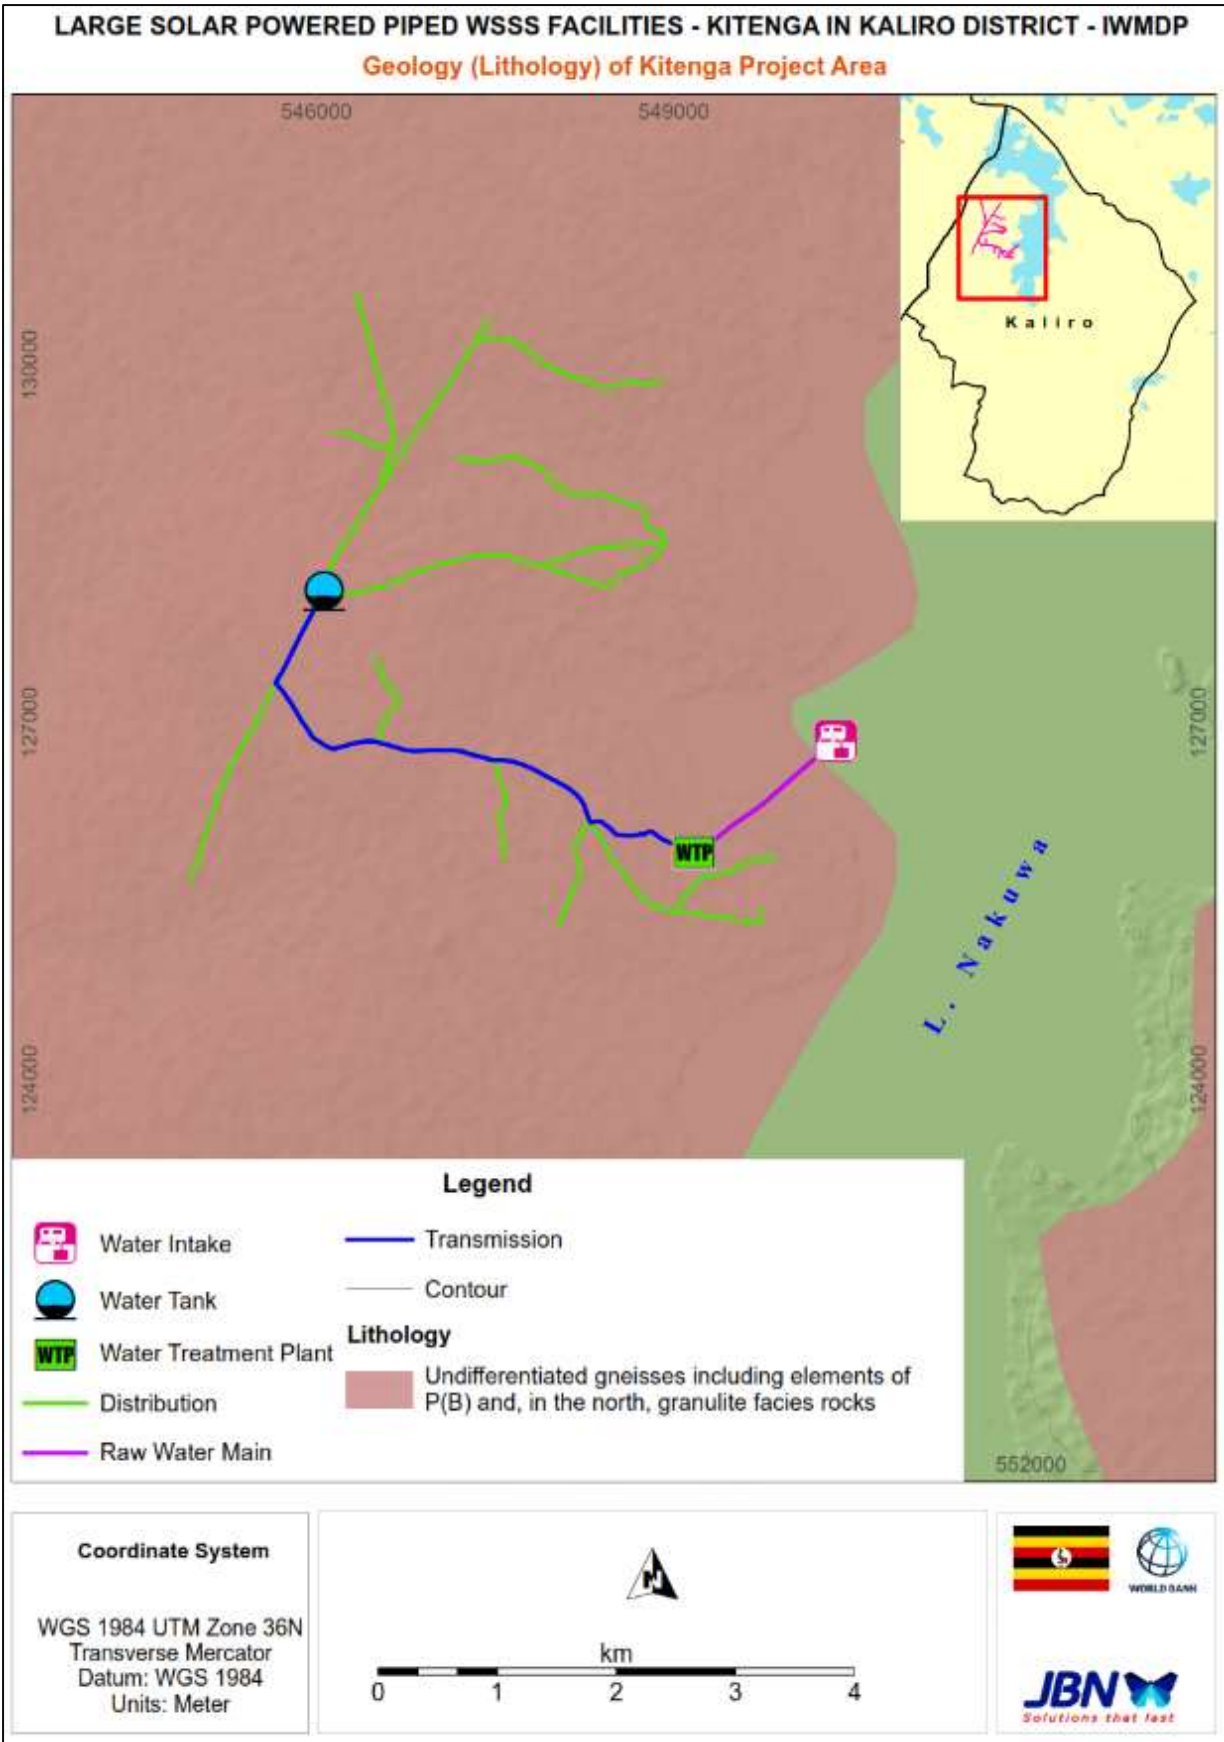 LARGE SOLAR POWERED PIPED WSSS FACILITIES - KITENGA IN KALIRO DISTRICT - IWMDP
Geology (Lithology) of Kitenga Project Area
546000
549000
130000
Kaliro
127000
127000
WTP
L. Nakuwa
124000
124000
552000
Legend
Water Intake
Water Tank
WTP Water Treatment Plant
Distribution
Raw Water Main
Transmission
Contour
Lithology
Undifferentiated gneisses including elements of
P(B) and, in the north, granulite facies rocks
Coordinate System
WGS 1984 UTM Zone 36N
Transverse Mercator
Datum: WGS 1984
Units: Meter
N
km
0 1 2 3 4
WORLD BANK
JBN
Solutions that last